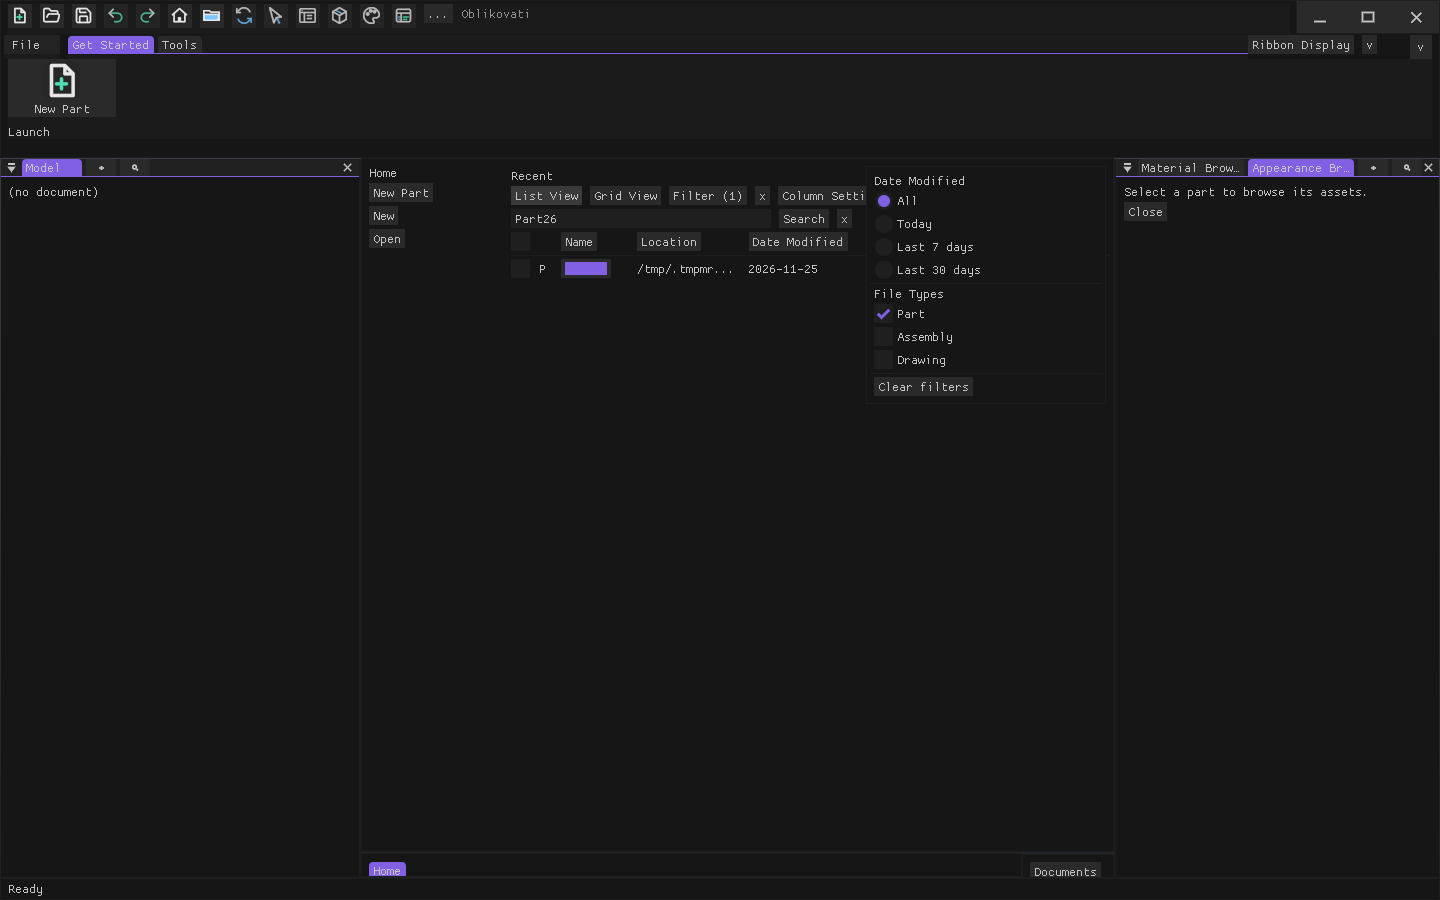 ... Oblikovati
File Get Started Tools Ribbon Display v v
New Part
Launch
Model
(no document)
Home
New Part
New
Open
Recent
List View Grid View Filter (1) x Column Setti
Part26 Search x
Name Location Date Modified
P /tmp/.tmpmr... 2026-11-25
Date Modified
All
Today
Last 7 days
Last 30 days
File Types
Part
Assembly
Drawing
Clear filters
Material Brow… Appearance Br…
Select a part to browse its assets.
Close
Home Documents
Ready